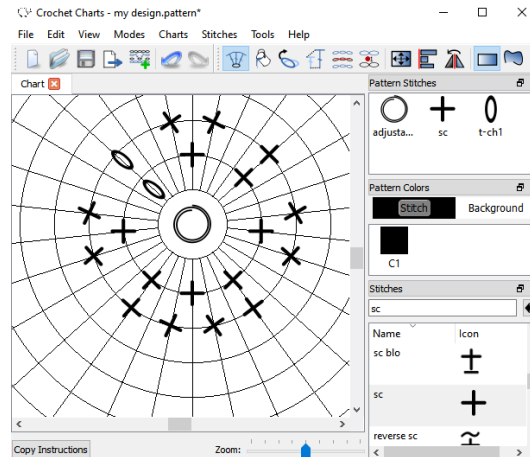 Crochet Charts - my design.pattern*
File Edit View Modes Charts Stitches Tools Help
Chart
Pattern Stitches
adjusta... sc t-ch1
Pattern Colors
Stitch Background
C1
Stitches
sc
Name Icon
sc blo
sc
reverse sc
Copy Instructions Zoom: